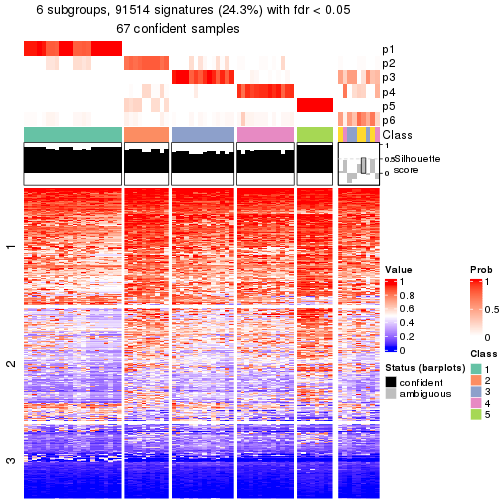 6 subgroups, 91514 signatures (24.3%) with fdr < 0.05
67 confident samples
p1
p2
p3
p4
p5
p6
Class
1
0.5
0
Silhouette
score
1
2
3
Value
1
0.8
0.6
0.4
0.2
0
Prob
1
0.5
0
Status (barplots)
confident
ambiguous
Class
1
2
3
4
5